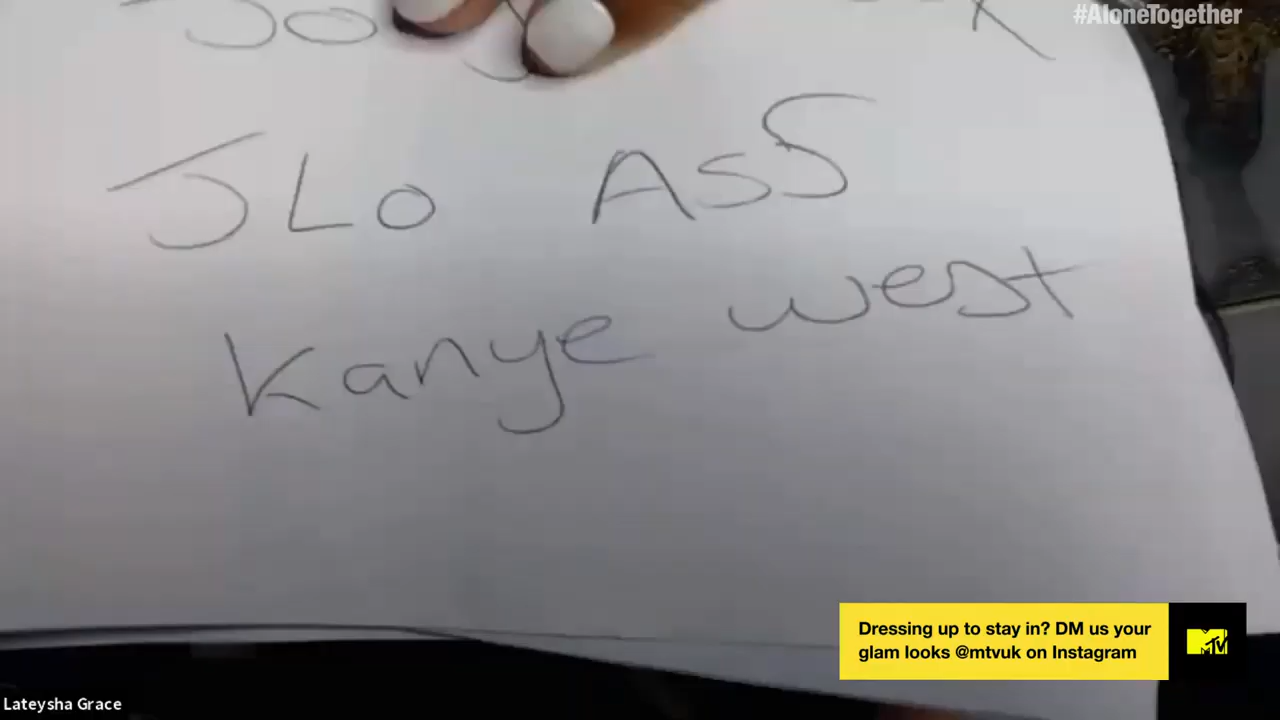 #AloneTogether
JLo AsS
Kanye west
Dressing up to stay in? DM us your
glam looks @mtvuk on Instagram
MTV
Lateysha Grace